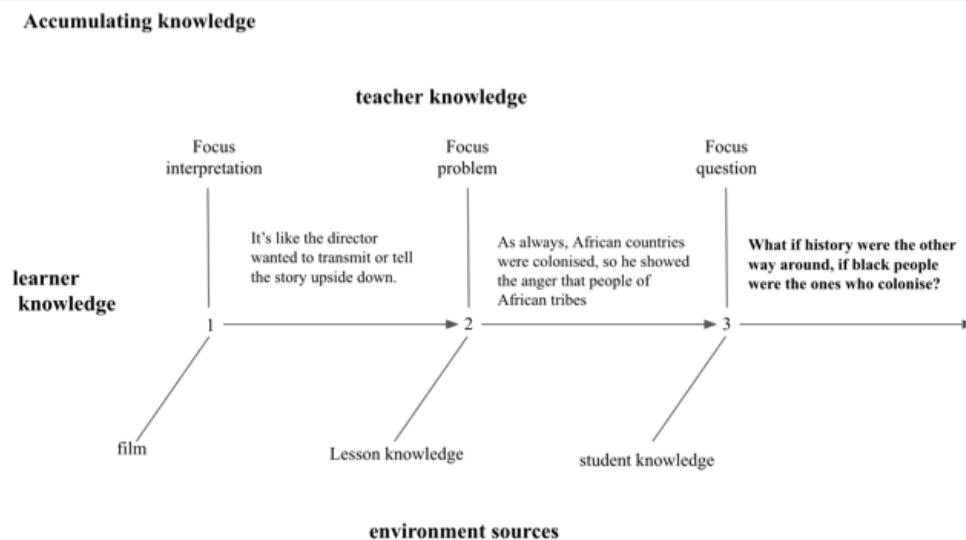 Accumulating knowledge
teacher knowledge
Focus
interpretation
Focus
problem
Focus
question
It's like the director
wanted to transmit or tell
the story upside down.
As always, African countries
were colonised, so he showed
the anger that people of
African tribes
What if history were the other
way around, if black people
were the ones who colonise?
learner
knowledge
1
2
3
film
Lesson knowledge
student knowledge
environment sources